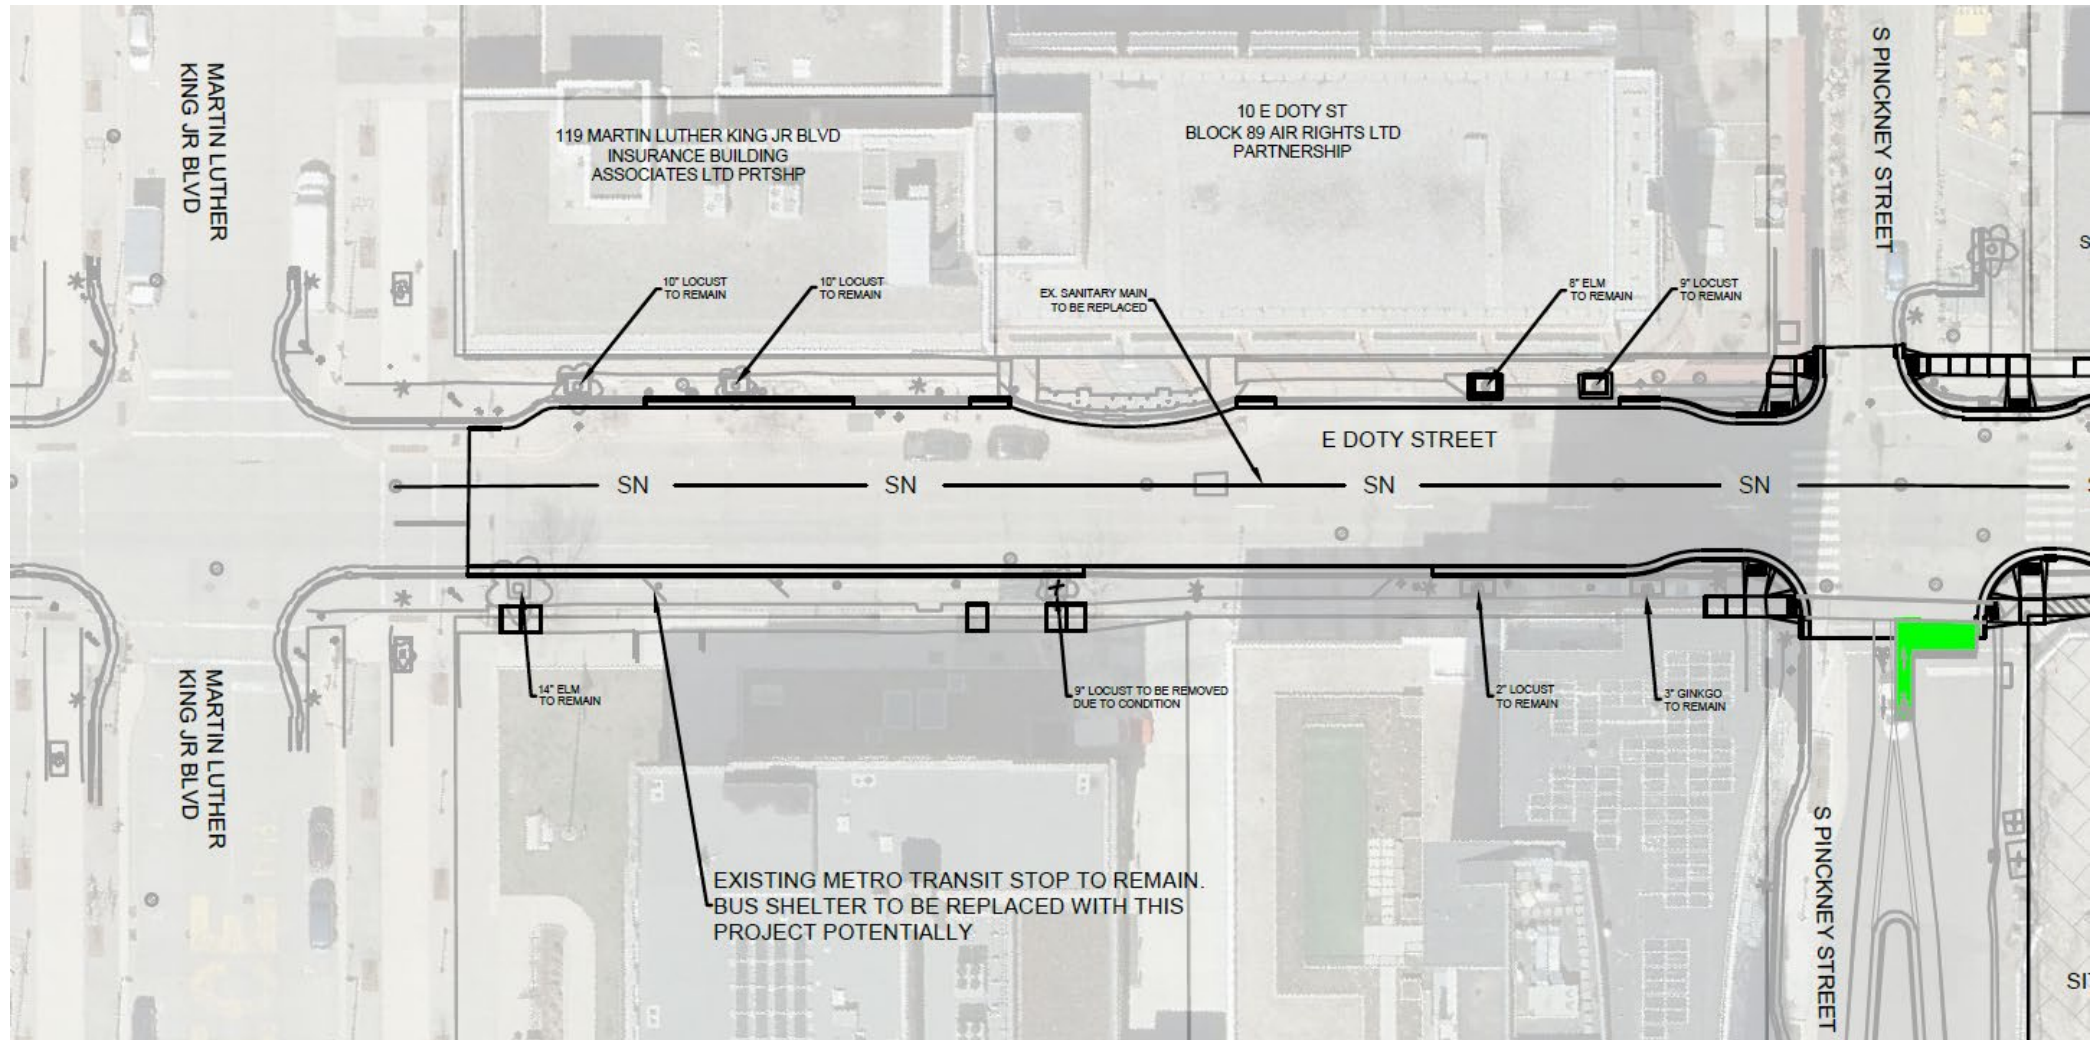 MARTIN LUTHER
KING JR BLVD
119 MARTIN LUTHER KING JR BLVD
INSURANCE BUILDING
ASSOCIATES LTD PRTSHP
10 E DOTY ST
BLOCK 89 AIR RIGHTS LTD
PARTNERSHIP
S PINCKNEY STREET
S
10" LOCUST
TO REMAIN
10" LOCUST
TO REMAIN
EX. SANITARY MAIN
TO BE REPLACED
8" ELM
TO REMAIN
9" LOCUST
TO REMAIN
E DOTY STREET
SN
SN
SN
SN
14" ELM
TO REMAIN
9" LOCUST TO BE REMOVED
DUE TO CONDITION
2" LOCUST
TO REMAIN
3" GINKGO
TO REMAIN
MARTIN LUTHER
KING JR BLVD
EXISTING METRO TRANSIT STOP TO REMAIN.
BUS SHELTER TO BE REPLACED WITH THIS
PROJECT POTENTIALLY
S PINCKNEY STREET